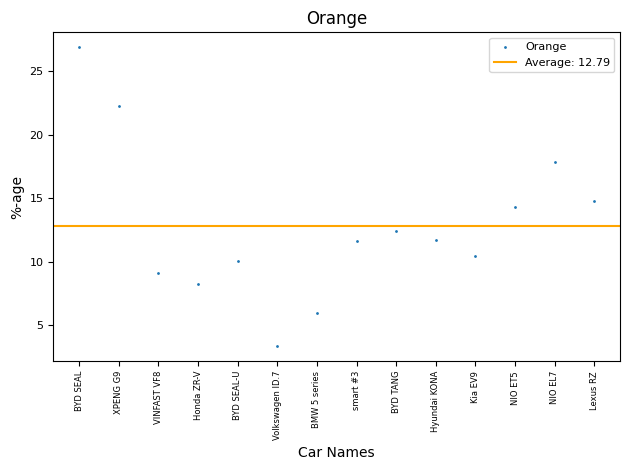 Orange
Orange
Average: 12.79
%-age
25
20
15
10
5
BYD SEAL
XPENG G9
VINFAST VF8
Honda ZR-V
BYD SEAL-U
Volkswagen ID.7
BMW 5 series
smart #3
BYD TANG
Hyundai KONA
Kia EV9
NIO ET5
NIO EL7
Lexus RZ
Car Names